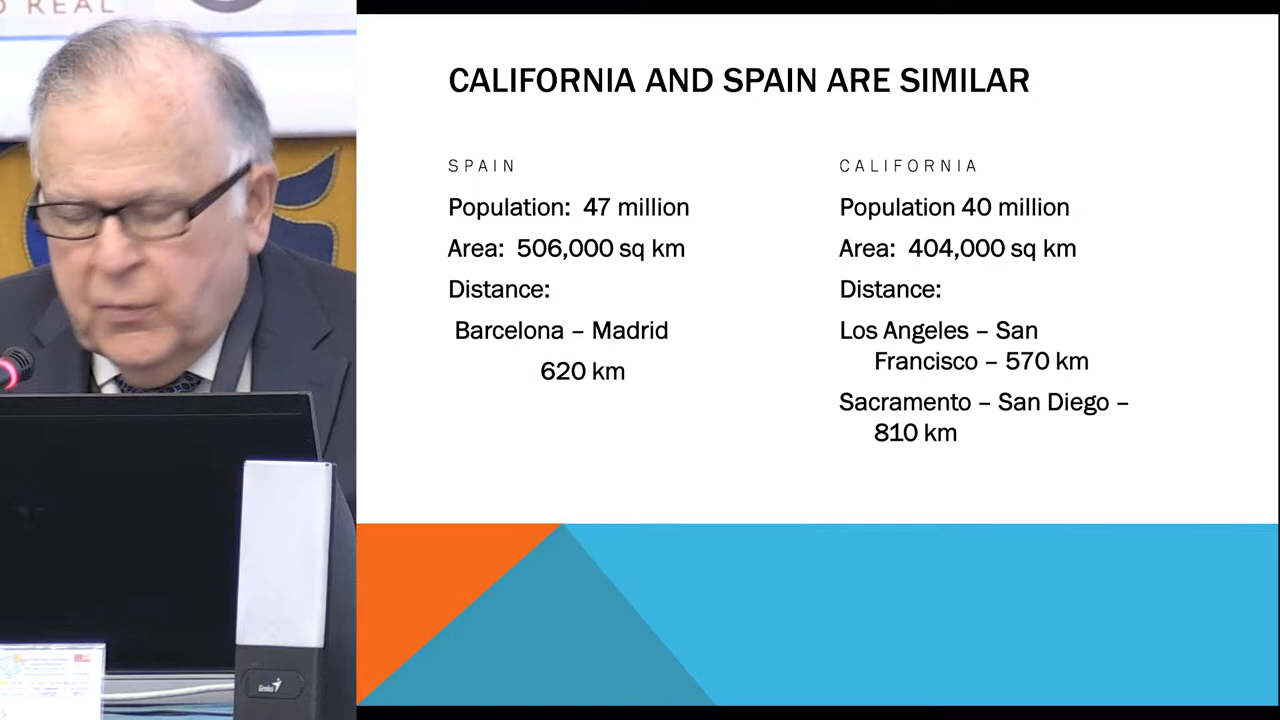 REAL
CALIFORNIA AND SPAIN ARE SIMILAR
SPAIN
Population: 47 million
Area: 506,000 sq km
Distance:
Barcelona – Madrid
620 km
CALIFORNIA
Population 40 million
Area: 404,000 sq km
Distance:
Los Angeles – San
Francisco – 570 km
Sacramento – San Diego –
810 km
Genius